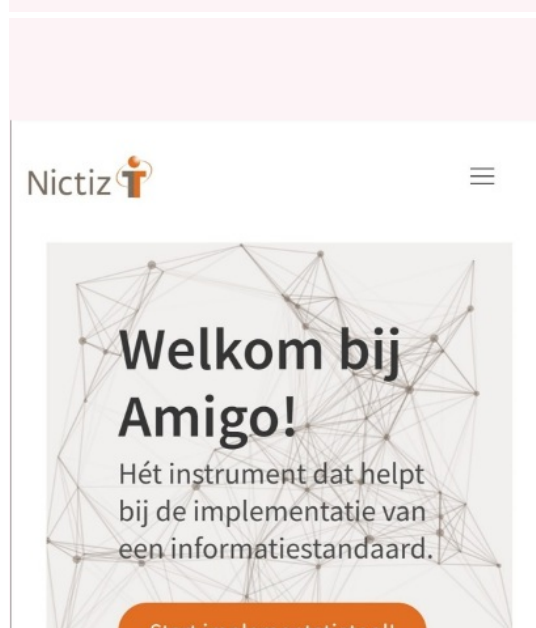 Nictiz
Welkom bij
Amigo!
Hét instrument dat helpt
bij de implementatie van
een informatiestandaard.